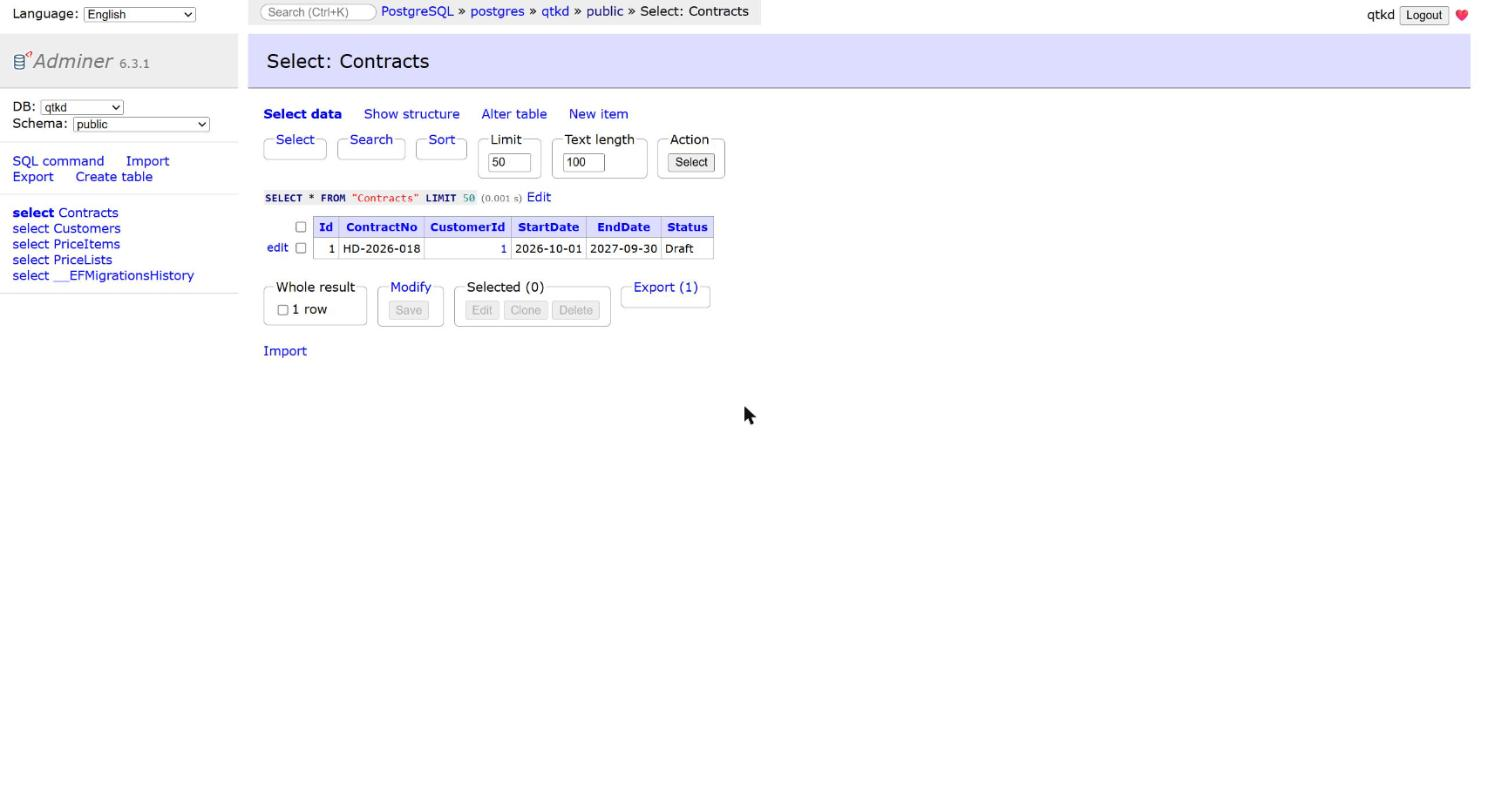 Language: English
Search (Ctrl+K) PostgreSQL » postgres » qtkd » public » Select: Contracts
qtkd Logout
Adminer 6.3.1
Select: Contracts
DB: qtkd
Schema: public
SQL command Import
Export Create table
select Contracts
select Customers
select PriceItems
select PriceLists
select __EFMigrationsHistory
Select data Show structure Alter table New item
Select Search Sort Limit Text length Action
50 100 Select
SELECT * FROM "Contracts" LIMIT 50 (0.001 s) Edit
Id ContractNo CustomerId StartDate EndDate Status
edit 1 HD-2026-018 1 2026-10-01 2027-09-30 Draft
Whole result Modify Selected (0) Export (1)
1 row Save Edit Clone Delete
Import